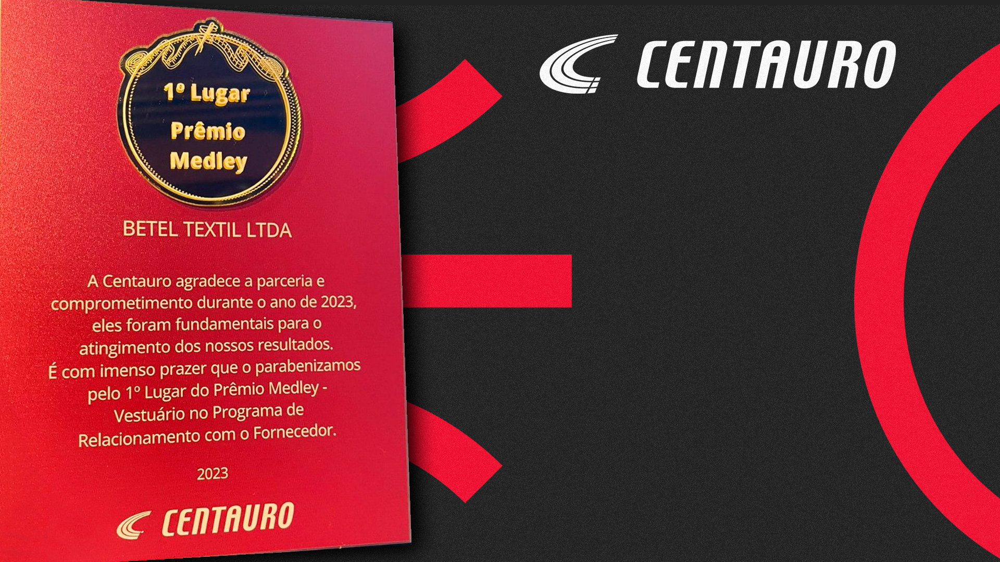 1º Lugar
Prêmio
Medley
BETEL TEXTIL LTDA
A Centauro agradece a parceria e
comprometimento durante o ano de 2023,
eles foram fundamentais para o
atingimento dos nossos resultados.
É com imenso prazer que o parabenizamos
pelo 1º Lugar do Prêmio Medley -
Vestuário no Programa de
Relacionamento com o Fornecedor.
2023
CENTAURO
CENTAURO